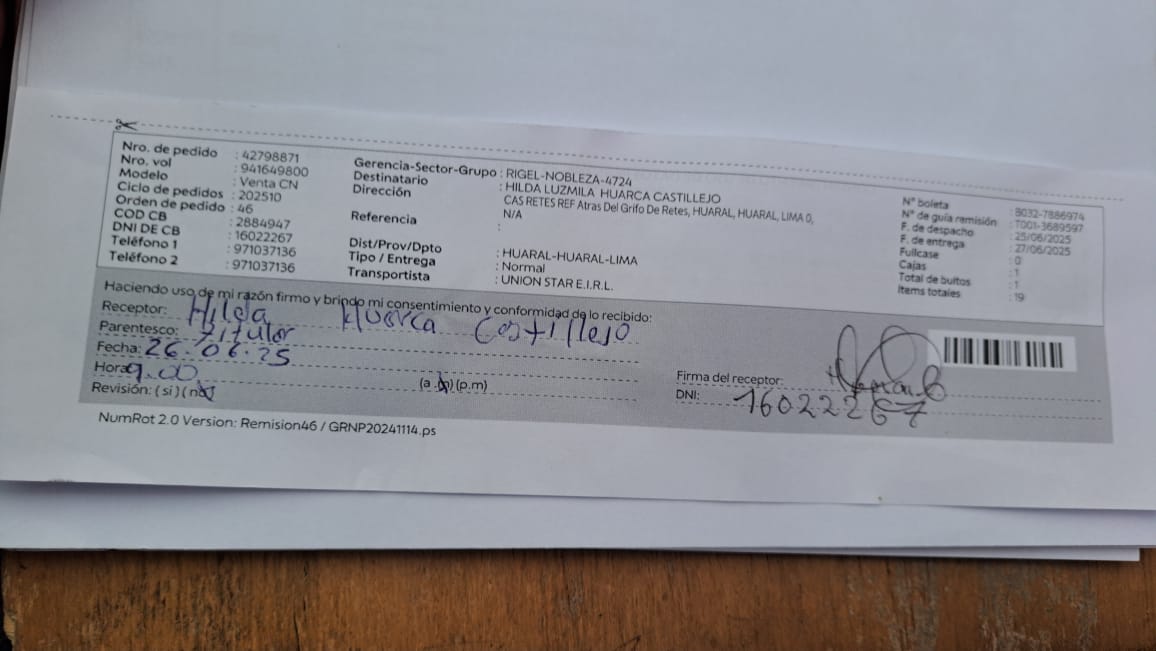 Nro. de pedido : 42798871
Nro. vol : 941649800
Modelo : Venta CN
Ciclo de pedidos : 202510
Orden de pedido : 46
COD CB : 2884947
DNI DE CB : 16022267
Teléfono 1 : 971037136
Teléfono 2 : 971037136
Gerencia-Sector-Grupo : RIGEL-NOBLEZA-4724
Destinatario : HILDA LUZMILA HUARCA CASTILLEJO
Dirección : CAS RETES REF Atras Del Grifo De Retes, HUARAL, HUARAL, LIMA 0,
N/A
Referencia :
Dist/Prov/Dpto : HUARAL-HUARAL-LIMA
Tipo / Entrega : Normal
Transportista : UNION STAR E.I.R.L.
N° boleta : B032-7886974
N° de guía remisión : T001-3689597
F. de despacho : 25/06/2025
F. de entrega : 27/06/2025
Fullcase : 0
Cajas : 1
Total de bultos : 1
Items totales : 19
Haciendo uso de mi razón firmo y brindo mi consentimiento y conformidad de lo recibido:
Receptor: Hilda Huarca Castillejo
Parentesco: Titular
Fecha: 26.06.25
Hora: 9.00 (a.m) (p.m)
Revisión: ( si ) ( no )
Firma del receptor:
DNI: 16022267
NumRot 2.0 Version: Remision46 / GRNP20241114.ps